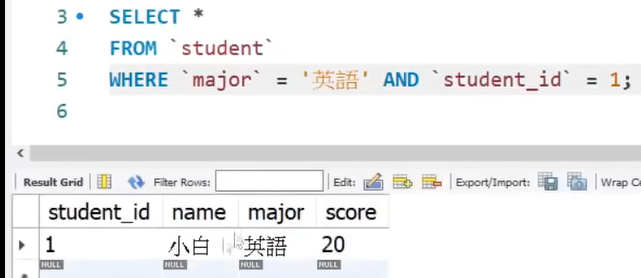 3 SELECT *
4 FROM `student`
5 WHERE `major` = '英語' AND `student_id` = 1;
6
Result Grid Filter Rows: Edit: Export/Import: Wrap Ce
student_id name major score
1 小白 英語 20
NULL NULL NULL NULL